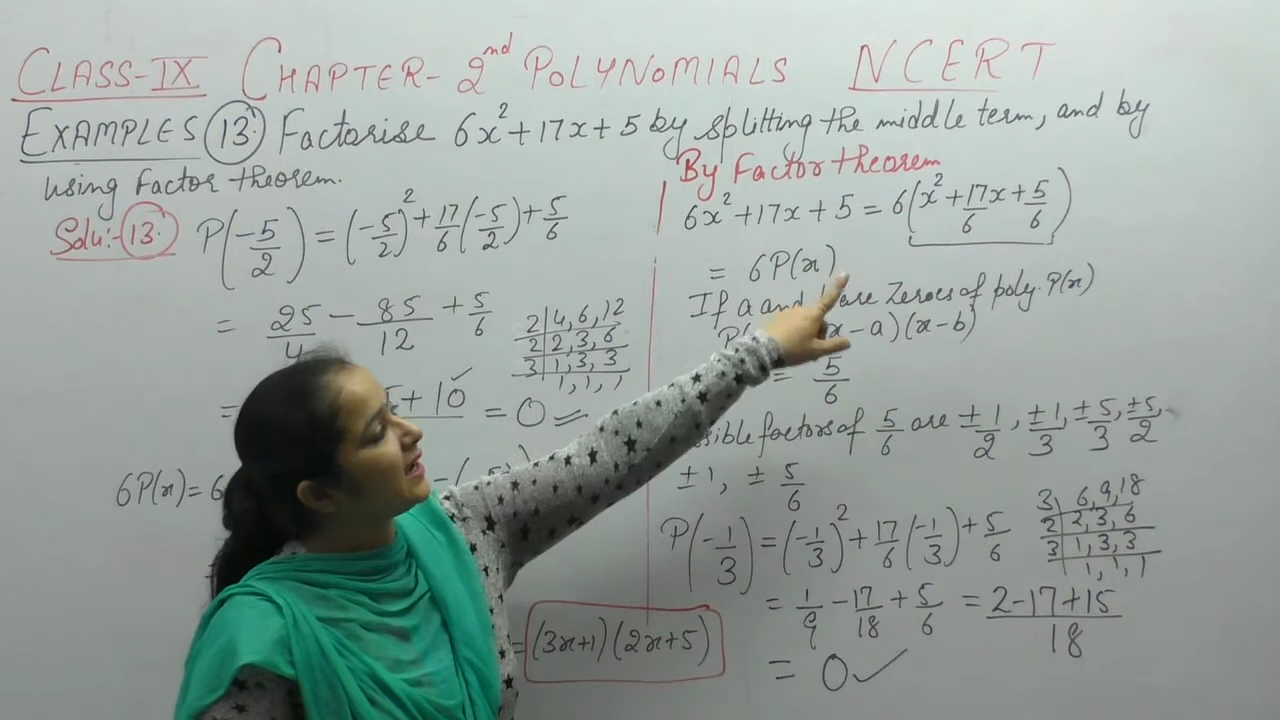 CLASS-IX CHAPTER-2nd POLYNOMIALS NCERT
EXAMPLES 13. Factorise 6x²+17x+5 by splitting the middle term, and by
using Factor theorem.
Solu:- 13.
P(-5/2) = (-5/2)²+17/6(-5/2)+5/6
= 25/4 - 85/12 + 5/6
2|4,6,12
2|2,3,6
3|1,3,3
1,1,1
= +10 ✓ = 0
6P(x)=6
= (3x+1)(2x+5)
By Factor theorem
6x²+17x+5 = 6(x²+17x/6+5/6)
= 6P(x)
If a and are Zeroes of poly. P(x)
P( x-a)(x-b)
= 5/6
factors of 5/6 are ±1/2, ±1/3, ±5/3, ±5/2,
±1, ±5/6
P(-1/3) = (-1/3)²+17/6(-1/3)+5/6
3|6,9,18
2|2,3,6
3|1,3,3
1,1,1
= 1/9 - 17/18 + 5/6 = 2-17+15/18
= 0 ✓